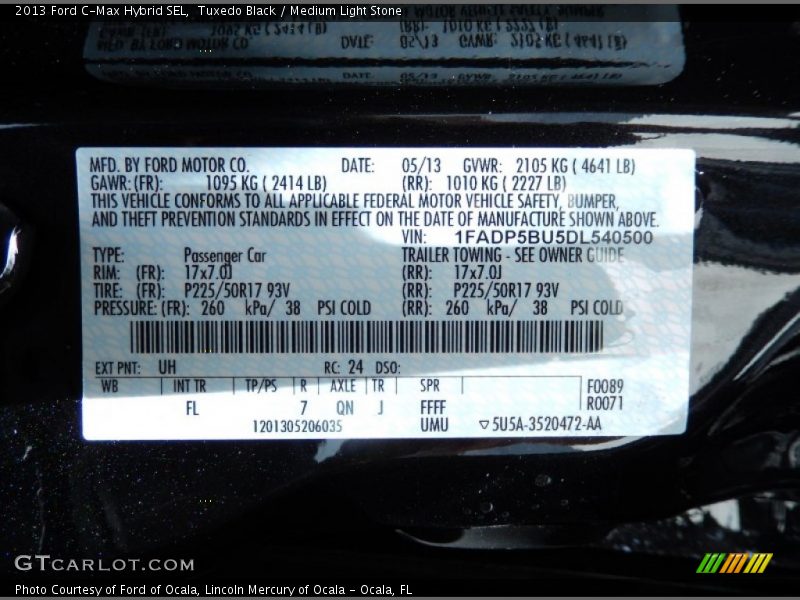 2013 Ford C-Max Hybrid SEL, Tuxedo Black / Medium Light Stone
MFD. BY FORD MOTOR CO. DATE: 05/13 GVWR: 2105 KG ( 4641 LB)
GAWR: (FR): 1095 KG ( 2414 LB) (RR): 1010 KG ( 2227 LB)
THIS VEHICLE CONFORMS TO ALL APPLICABLE FEDERAL MOTOR VEHICLE SAFETY, BUMPER,
AND THEFT PREVENTION STANDARDS IN EFFECT ON THE DATE OF MANUFACTURE SHOWN ABOVE.
VIN: 1FADP5BU5DL540500
TYPE: Passenger Car TRAILER TOWING - SEE OWNER GUIDE
RIM: (FR): 17x7.0J (RR): 17x7.0J
TIRE: (FR): P225/50R17 93V (RR): P225/50R17 93V
PRESSURE: (FR): 260 kPa/ 38 PSI COLD (RR): 260 kPa/ 38 PSI COLD
EXT PNT: UH RC: 24 DSO:
WB INT TR TP/PS R AXLE TR SPR F0089
FL 7 QN J FFFF R0071
1201305206035 UMU ▽5U5A-3520472-AA
GTCARLOT.COM
Photo Courtesy of Ford of Ocala, Lincoln Mercury of Ocala - Ocala, FL